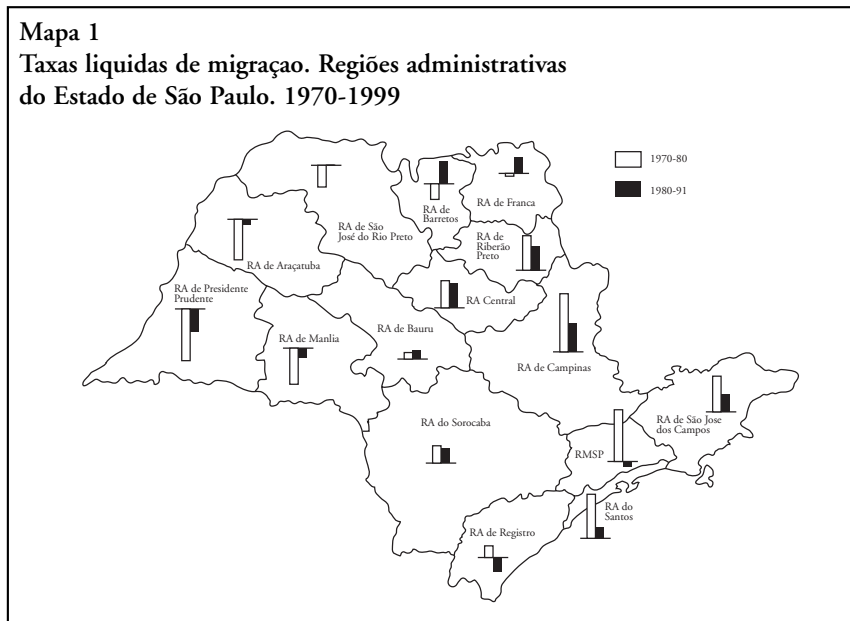 Mapa 1
Taxas liquidas de migraçao. Regiões administrativas
do Estado de São Paulo. 1970-1999
1970-80
1980-91
RA de Franca
RA de
Barretos
RA de São
José do Rio Preto
RA de
Riberão
Preto
RA de Araçatuba
RA de Presidente
Prudente
RA Central
RA de Bauru
RA de Manlia
RA de Campinas
RA do Sorocaba
RA de São Jose
dos Campos
RMSP
RA do
Santos
RA de Registro